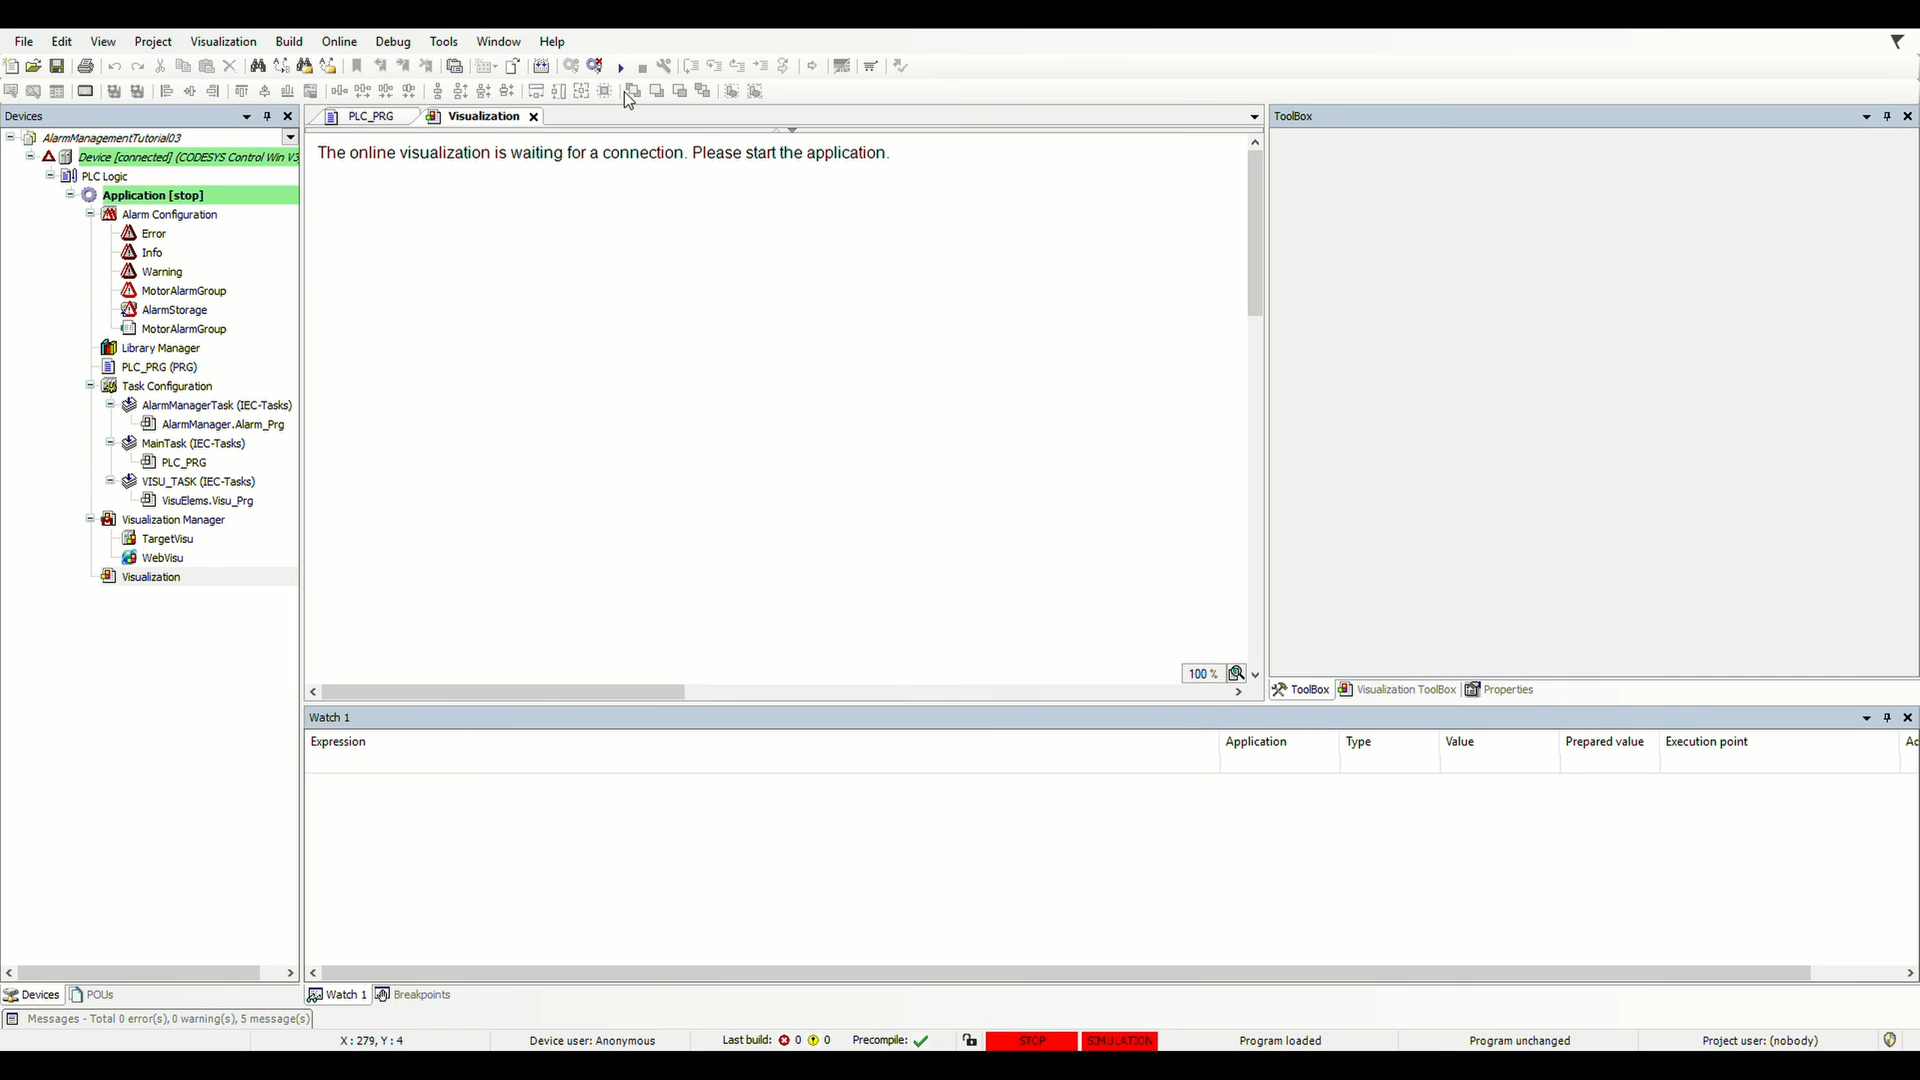 File Edit View Project Visualization Build Online Debug Tools Window Help
Devices
AlarmManagementTutorial03
Device [connected] (CODESYS Control Win V3
PLC Logic
Application [stop]
Alarm Configuration
Error
Info
Warning
MotorAlarmGroup
AlarmStorage
MotorAlarmGroup
Library Manager
PLC_PRG (PRG)
Task Configuration
AlarmManagerTask (IEC-Tasks)
AlarmManager.Alarm_Prg
MainTask (IEC-Tasks)
PLC_PRG
VISU_TASK (IEC-Tasks)
VisuElems.Visu_Prg
Visualization Manager
TargetVisu
WebVisu
Visualization
Devices POUs
PLC_PRG Visualization
The online visualization is waiting for a connection. Please start the application.
100 %
ToolBox
ToolBox Visualization ToolBox Properties
Watch 1
Expression Application Type Value Prepared value Execution point Ad
Watch 1 Breakpoints
Messages - Total 0 error(s), 0 warning(s), 5 message(s)
X : 279, Y : 4 Device user: Anonymous Last build: 0 0 Precompile: STOP SIMULATION Program loaded Program unchanged Project user: (nobody)